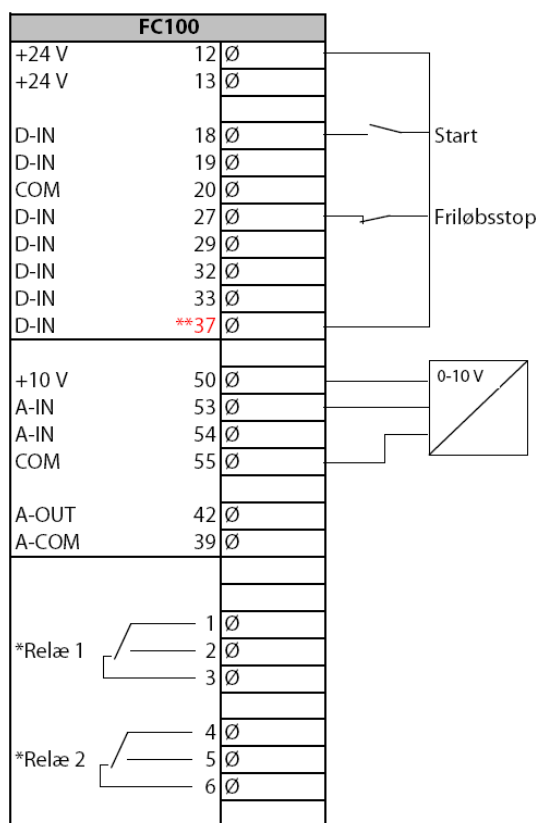 FC100
+24 V 12 Ø
+24 V 13 Ø
D-IN 18 Ø Start
D-IN 19 Ø
COM 20 Ø
D-IN 27 Ø Friløbsstop
D-IN 29 Ø
D-IN 32 Ø
D-IN 33 Ø
D-IN **37 Ø
+10 V 50 Ø 0-10 V
A-IN 53 Ø
A-IN 54 Ø
COM 55 Ø
A-OUT 42 Ø
A-COM 39 Ø
1 Ø
*Relæ 1 2 Ø
3 Ø
4 Ø
*Relæ 2 5 Ø
6 Ø